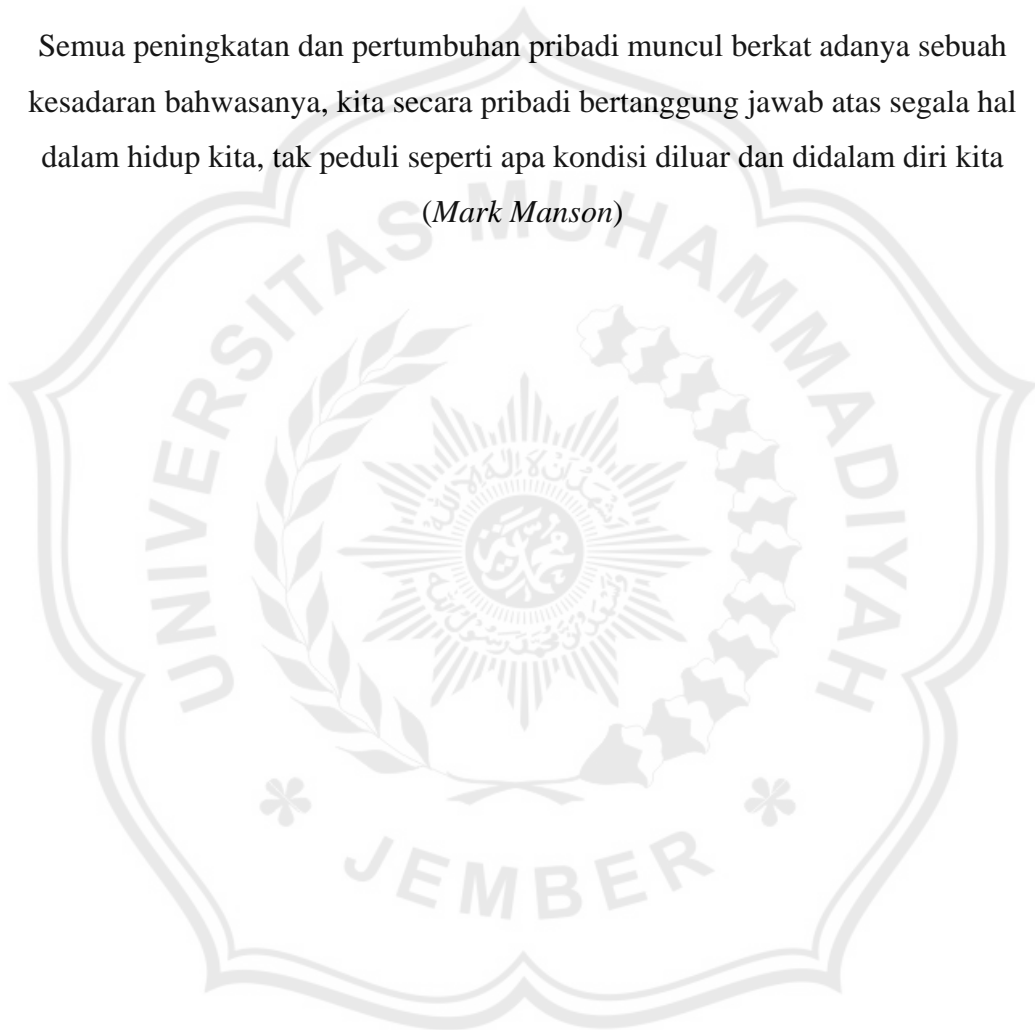 Semua peningkatan dan pertumbuhan pribadi muncul berkat adanya sebuah
kesadaran bahwasanya, kita secara pribadi bertanggung jawab atas segala hal
dalam hidup kita, tak peduli seperti apa kondisi diluar dan didalam diri kita
(Mark Manson)
UNIVERSITAS MUHAMMADIYAH
JEMBER